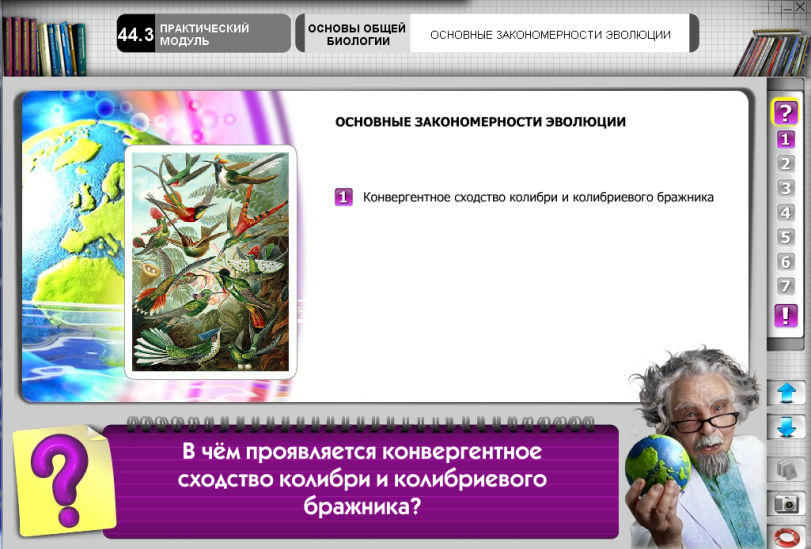 44.3
ПРАКТИЧЕСКИЙ
МОДУЛЬ
ОСНОВЫ ОБЩЕЙ
БИОЛОГИИ
ОСНОВНЫЕ ЗАКОНОМЕРНОСТИ ЭВОЛЮЦИИ
ОСНОВНЫЕ ЗАКОНОМЕРНОСТИ ЭВОЛЮЦИИ
1 Конвергентное сходство колибри и колибриевого бражника
?
1
2
3
4
5
6
7
!
?
В чём проявляется конвергентное
сходство колибри и колибриевого
бражника?